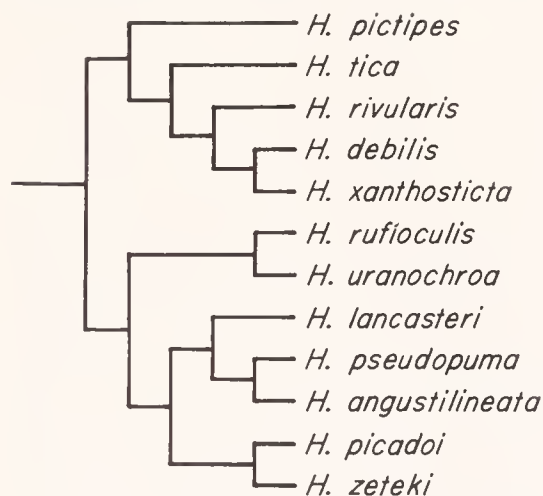 H. pictipes
H. tica
H. rivularis
H. debilis
H. xanthosticta
H. rufioculis
H. uranochroa
H. lancasteri
H. pseudopuma
H. angustilineata
H. picadoi
H. zeteki